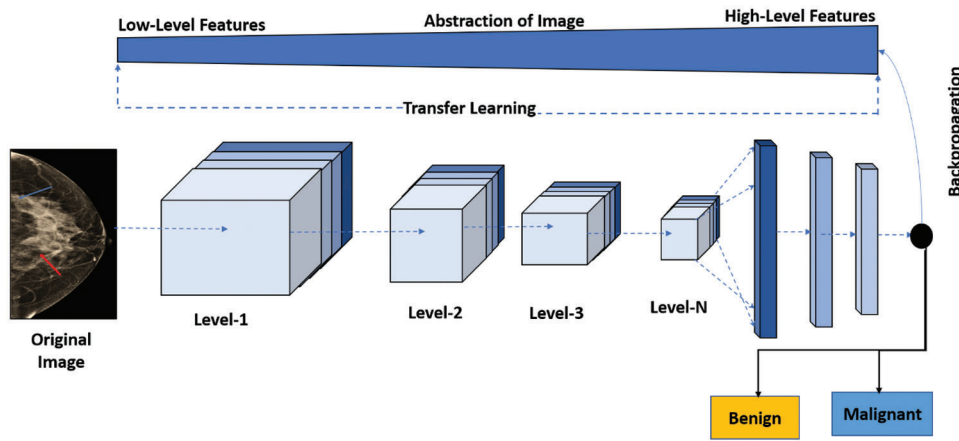 Low-Level Features
Abstraction of Image
High-Level Features
Transfer Learning
Backpropagation
Level-1
Level-2
Level-3
Level-N
Original
Image
Benign
Malignant